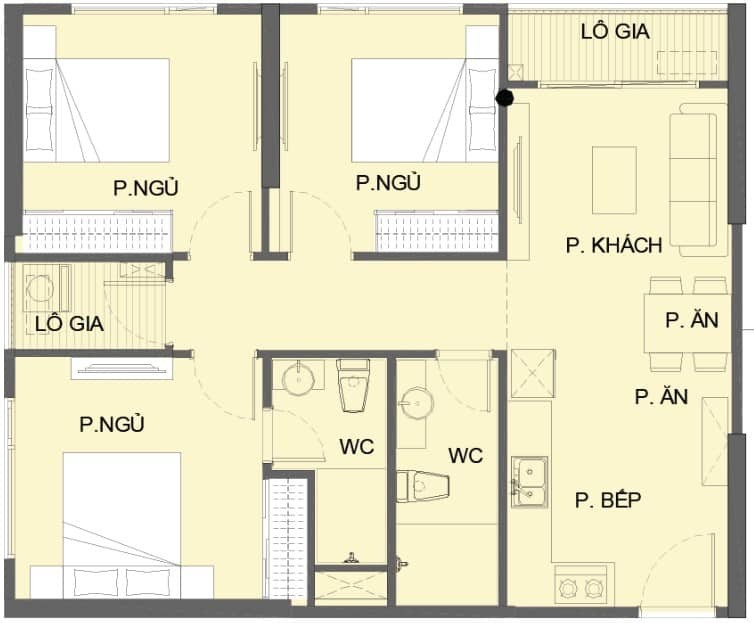 LÔ GIA
P.NGỦ
P.NGỦ
P. KHÁCH
LÔ GIA
P. ĂN
P. ĂN
P.NGỦ
WC
WC
P. BẾP